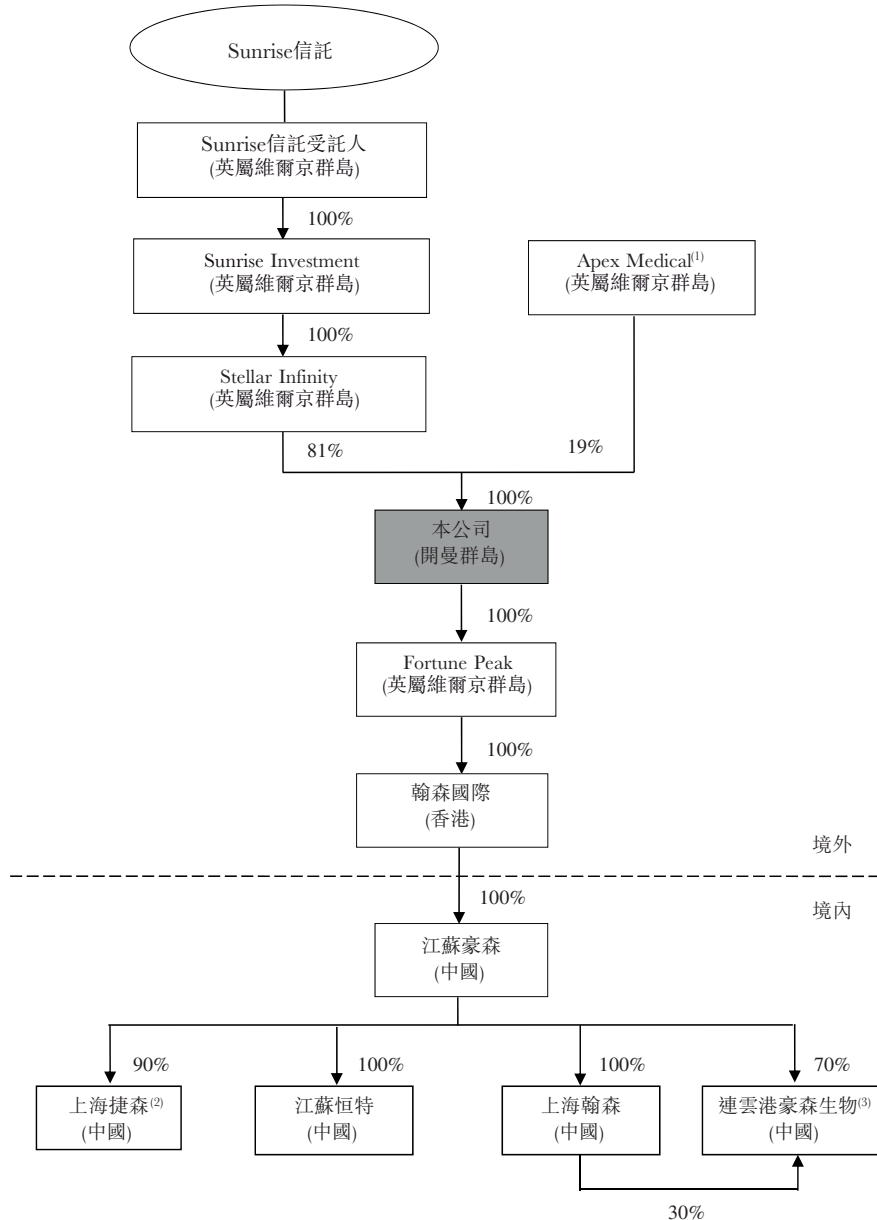 Sunrise信託
Sunrise信託受託人
(英屬維爾京群島)
100%
Sunrise Investment
(英屬維爾京群島)
Apex Medical(1)
(英屬維爾京群島)
100%
Stellar Infinity
(英屬維爾京群島)
81%
19%
100%
本公司
(開曼群島)
100%
Fortune Peak
(英屬維爾京群島)
100%
翰森國際
(香港)
境外
100%
境內
江蘇豪森
(中國)
90%
100%
100%
70%
上海捷森(2)
(中國)
江蘇恒特
(中國)
上海翰森
(中國)
連雲港豪森生物(3)
(中國)
30%